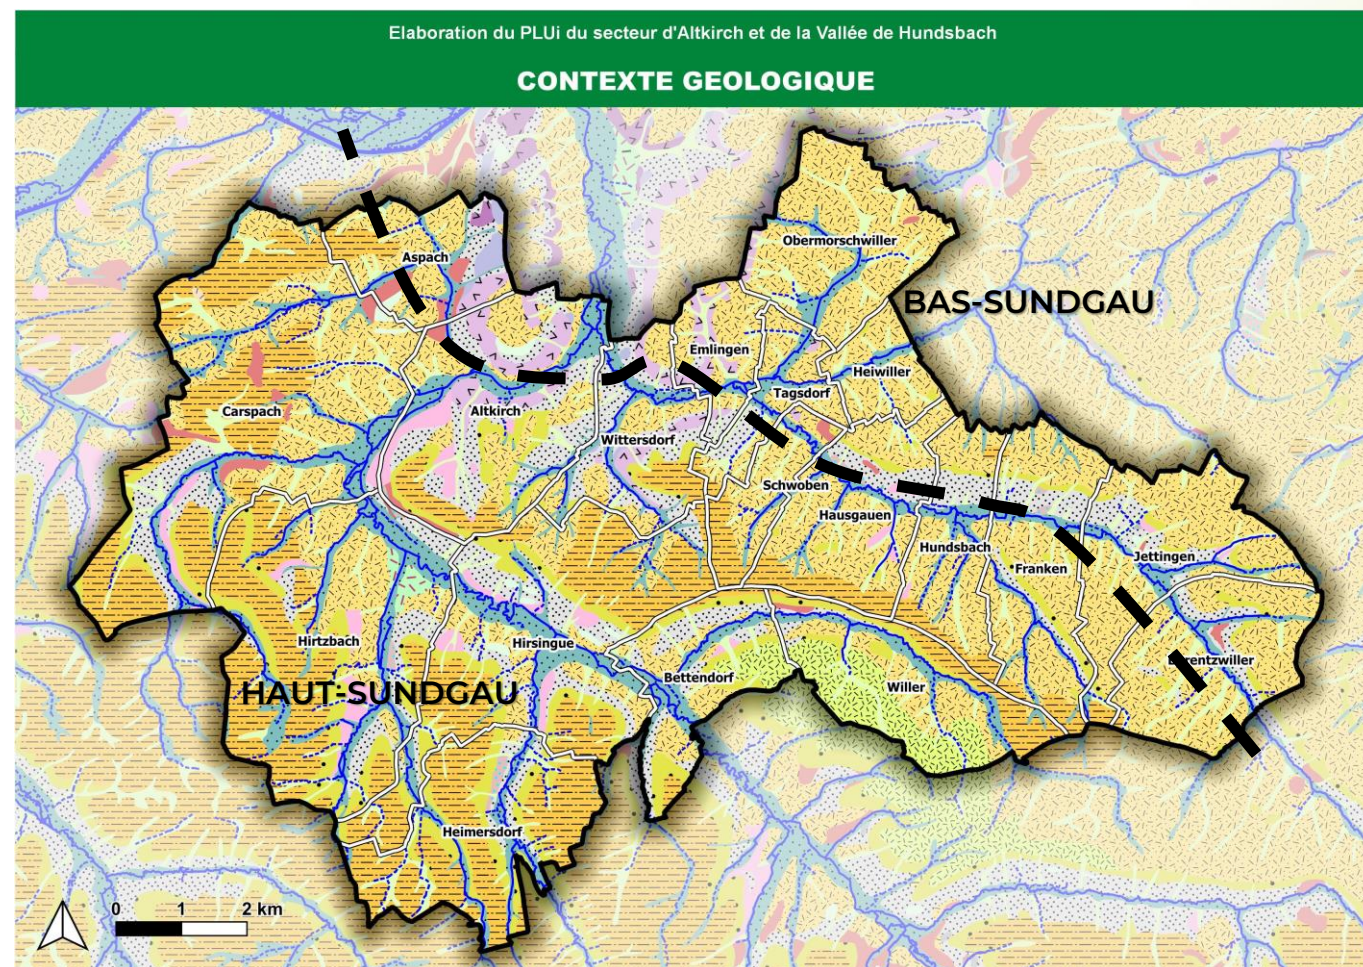 Elaboration du PLUi du secteur d'Altkirch et de la Vallée de Hundsbach
CONTEXTE GEOLOGIQUE
Obermorschwiller
Aspach
BAS-SUNDGAU
Emlingen
Heiwiller
Tagsdorf
Carspach
Altkirch
Wittersdorf
Schwoben
Hausgauen
Hundsbach
Jettingen
Franken
Hirtzbach
Hirsingue
Bettendorf
Willer
HAUT-SUNDGAU
Heimersdorf
0 1 2 km